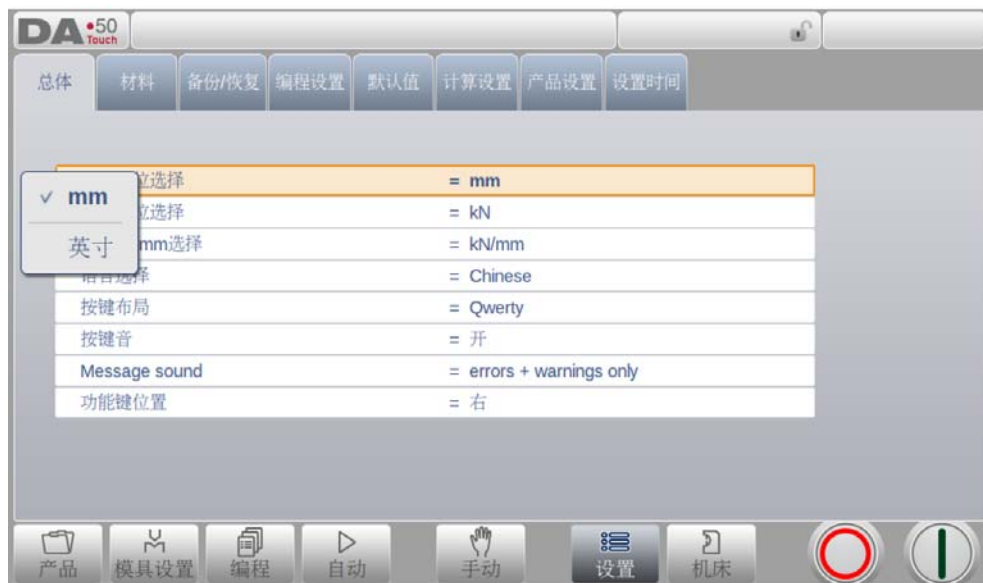 DA•50
Touch
总体 材料 备份/恢复 编程设置 默认值 计算设置 产品设置 设置时间
位选择 = mm
✓ mm
位选择 = kN
英寸
mm选择 = kN/mm
语言选择 = Chinese
按键布局 = Qwerty
按键音 = 开
Message sound = errors + warnings only
功能键位置 = 右
产品 模具设置 编程 自动 手动 设置 机床